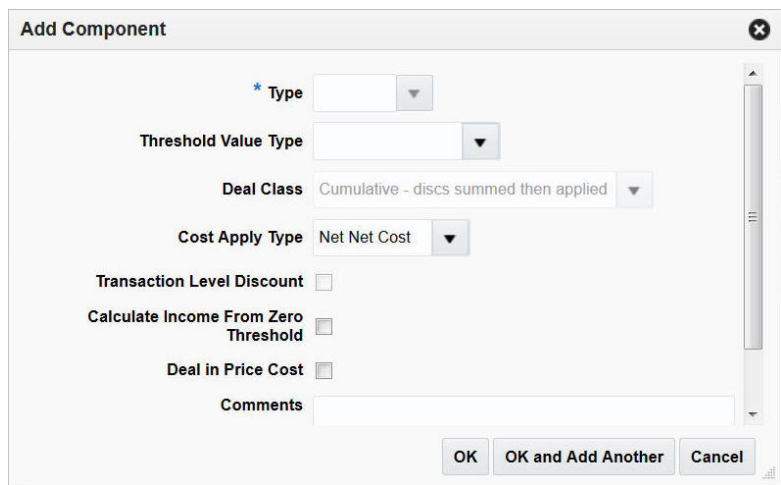 Add Component
* Type
Threshold Value Type
Deal Class Cumulative - discs summed then applied
Cost Apply Type Net Net Cost
Transaction Level Discount
Calculate Income From Zero
Threshold
Deal in Price Cost
Comments
OK OK and Add Another Cancel